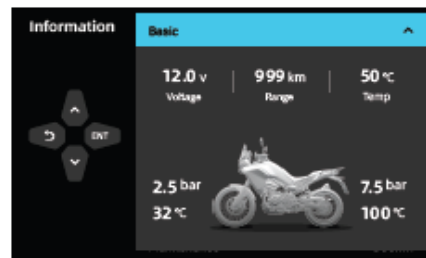 Information
Basic
12.0 v
999 km
50 ℃
Voltage
Range
Temp
ENT
2.5 bar
7.5 bar
32 ℃
100 ℃